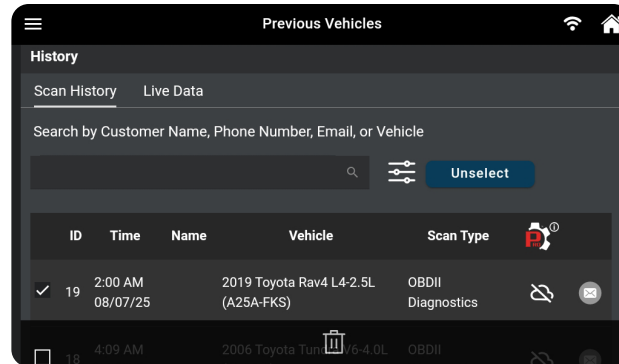 Previous Vehicles
History
Scan History Live Data
Search by Customer Name, Phone Number, Email, or Vehicle
Unselect
ID Time Name Vehicle Scan Type
19 2:00 AM 08/07/25 2019 Toyota Rav4 L4-2.5L (A25A-FKS) OBDII Diagnostics
18 4:09 AM 2006 Toyota Tundra V6-4.0L OBDII